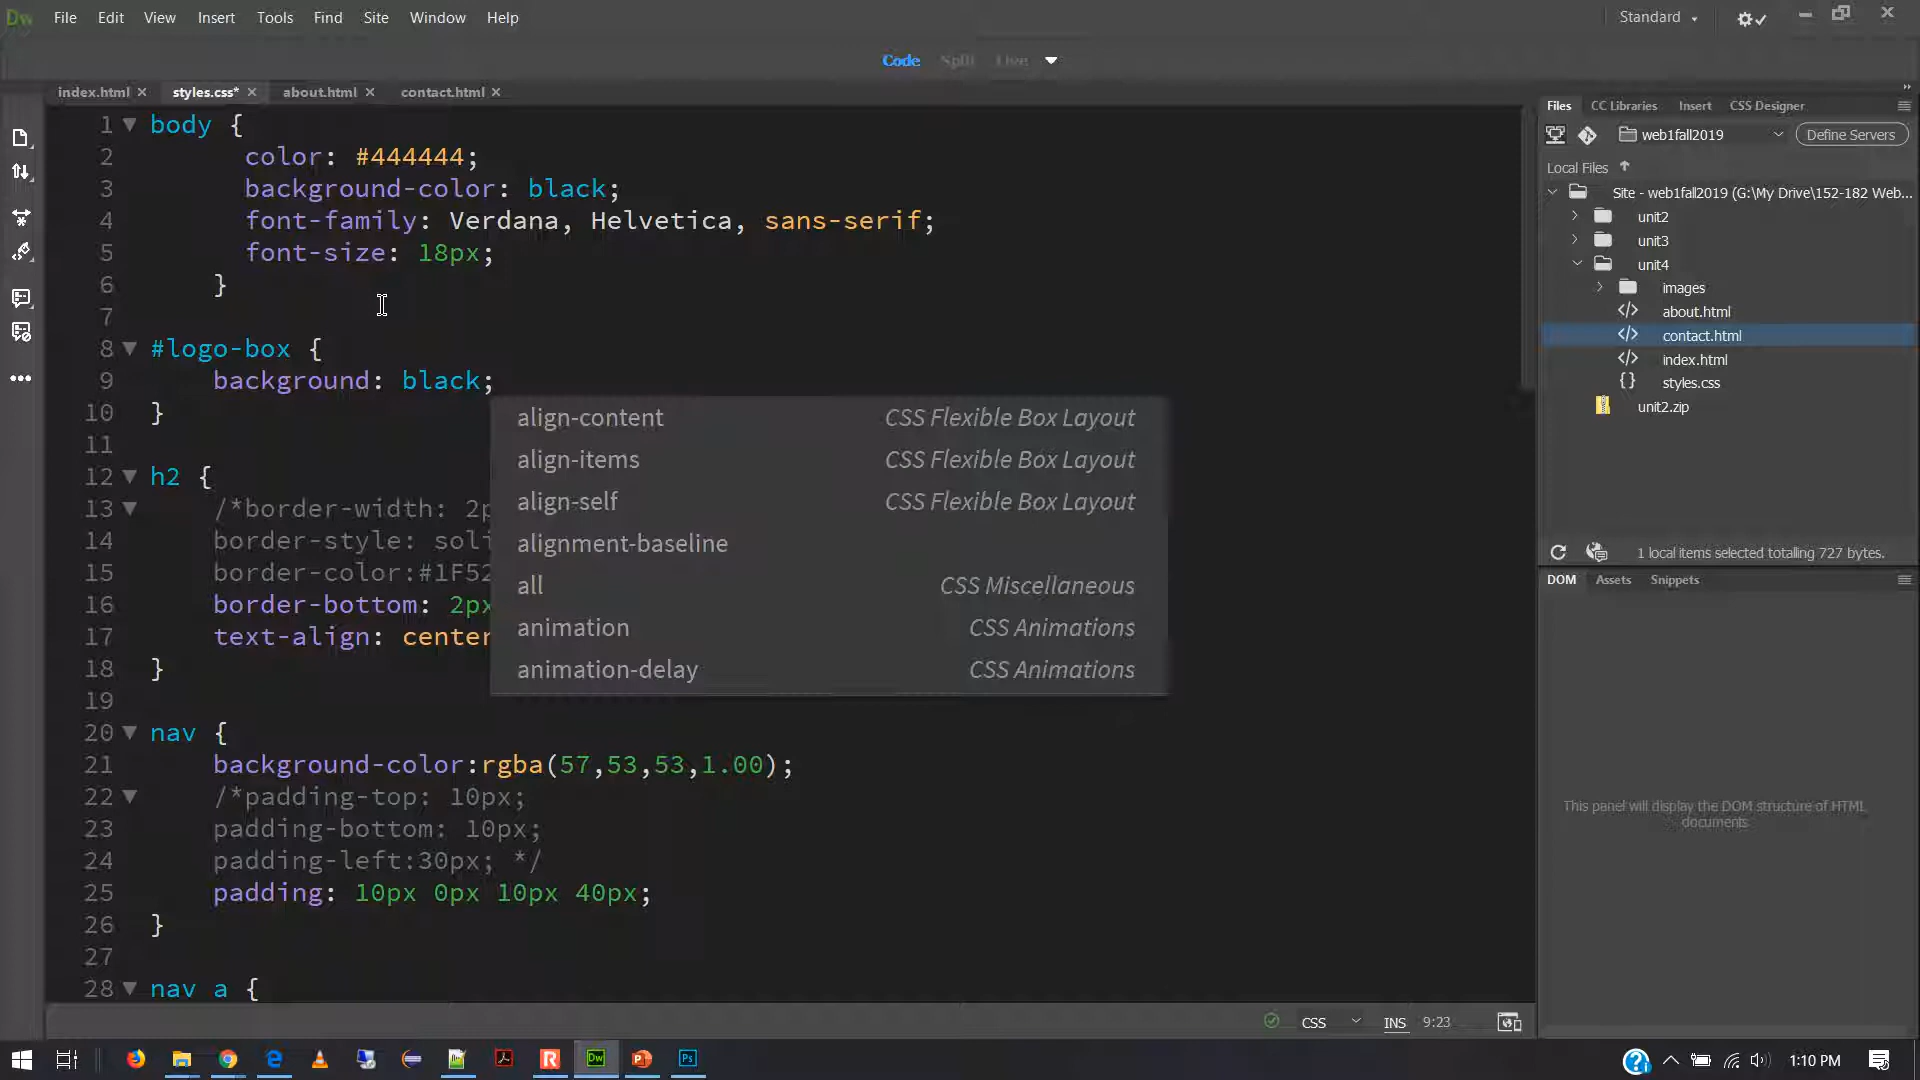 Dw File Edit View Insert Tools Find Site Window Help Standard
Code Split Live
index.html styles.css* about.html contact.html
1 body {
2 color: #444444;
3 background-color: black;
4 font-family: Verdana, Helvetica, sans-serif;
5 font-size: 18px;
6 }
7
8 #logo-box {
9 background: black;
10 }
11
12 h2 {
13 /*border-width: 2p
14 border-style: soli
15 border-color:#1F52
16 border-bottom: 2px
17 text-align: center
18 }
19
20 nav {
21 background-color:rgba(57,53,53,1.00);
22 /*padding-top: 10px;
23 padding-bottom: 10px;
24 padding-left:30px; */
25 padding: 10px 0px 10px 40px;
26 }
27
28 nav a {
align-content CSS Flexible Box Layout
align-items CSS Flexible Box Layout
align-self CSS Flexible Box Layout
alignment-baseline
all CSS Miscellaneous
animation CSS Animations
animation-delay CSS Animations
Files CC Libraries Insert CSS Designer
web1fall2019 Define Servers
Local Files
Site - web1fall2019 (G:\My Drive\152-182 Web...
unit2
unit3
unit4
images
about.html
contact.html
index.html
styles.css
unit2.zip
1 local items selected totalling 727 bytes.
DOM Assets Snippets
This panel will display the DOM structure of HTML
documents
CSS INS 9:23
Dw Ps 1:10 PM